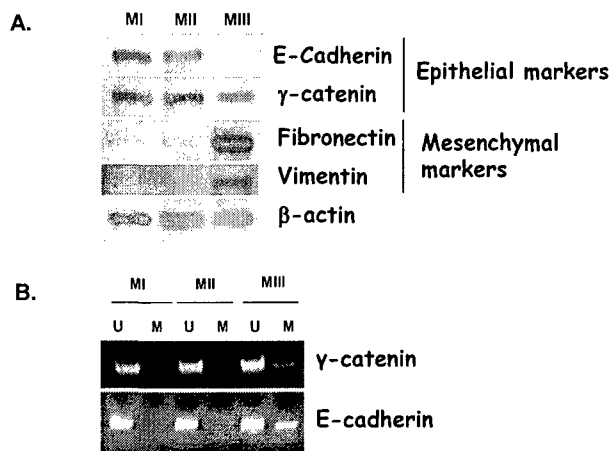 A.
MI MII MIII
E-Cadherin
γ-catenin
Epithelial markers
Fibronectin
Vimentin
Mesenchymal
markers
β-actin
B.
MI MII MIII
U M U M U M
γ-catenin
E-cadherin